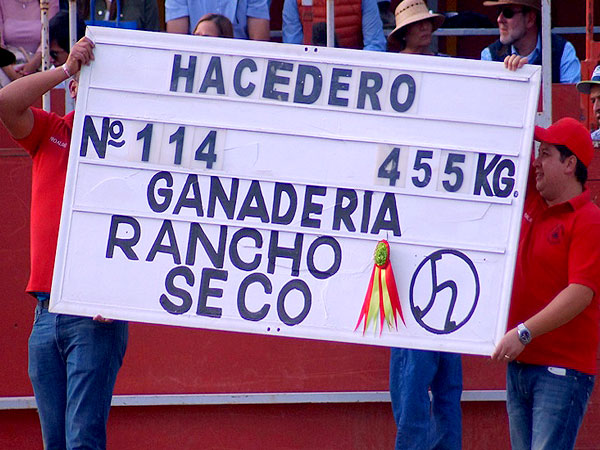 HACEDERO
Nº 114 455 KG.
GANADERIA
RANCHO
SECO